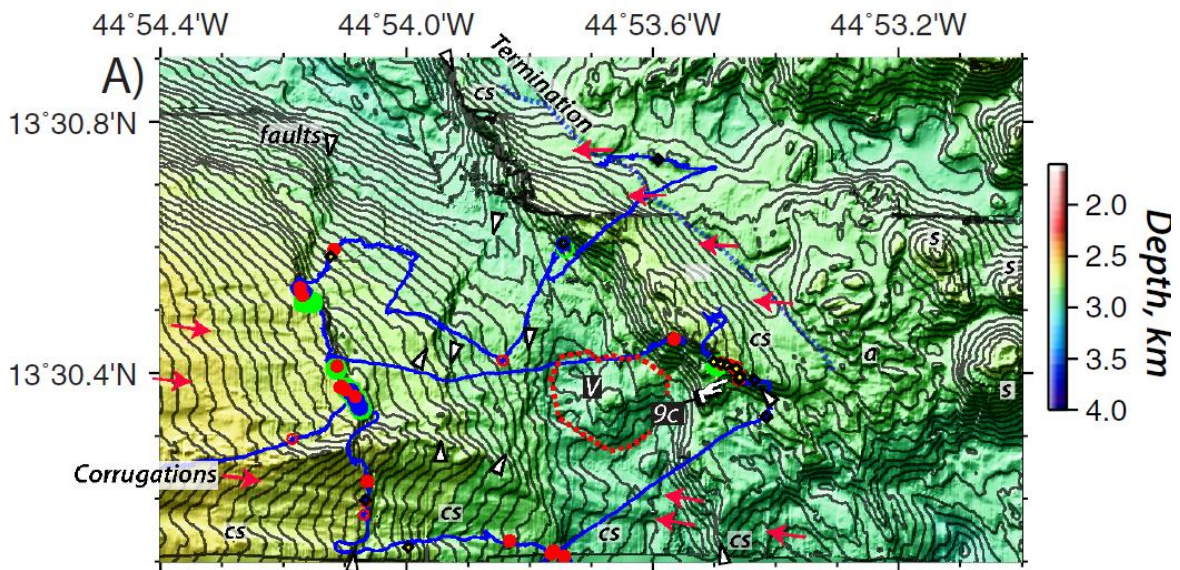 44°54.4'W 44°54.0'W 44°53.6'W 44°53.2'W
A)
Termination
cs
13°30.8'N
faults
s
s
2.0
2.5
3.0
3.5
4.0
Depth, km
cs
a
13°30.4'N
V
s
9c
Corrugations
cs
cs
cs
cs